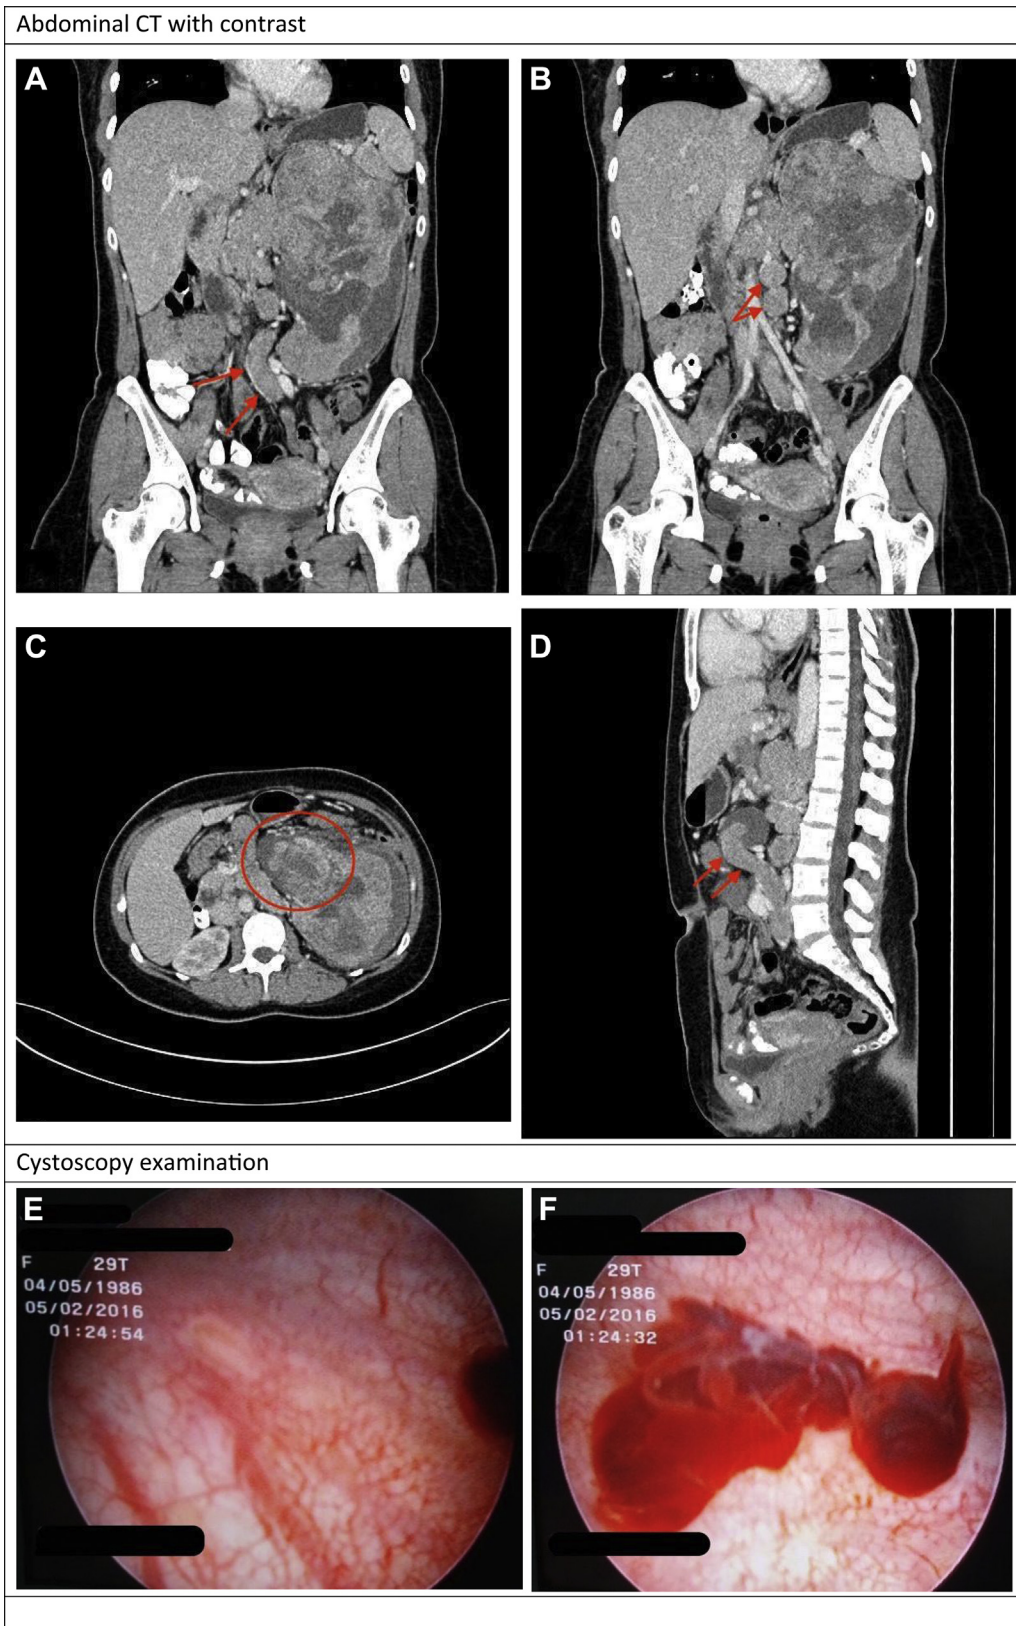 Abdominal CT with contrast
A
B
C
D
Cystoscopy examination
E
F 29T
04/05/1986
05/02/2016
01:24:54
F
F 29T
04/05/1986
05/02/2016
01:24:32